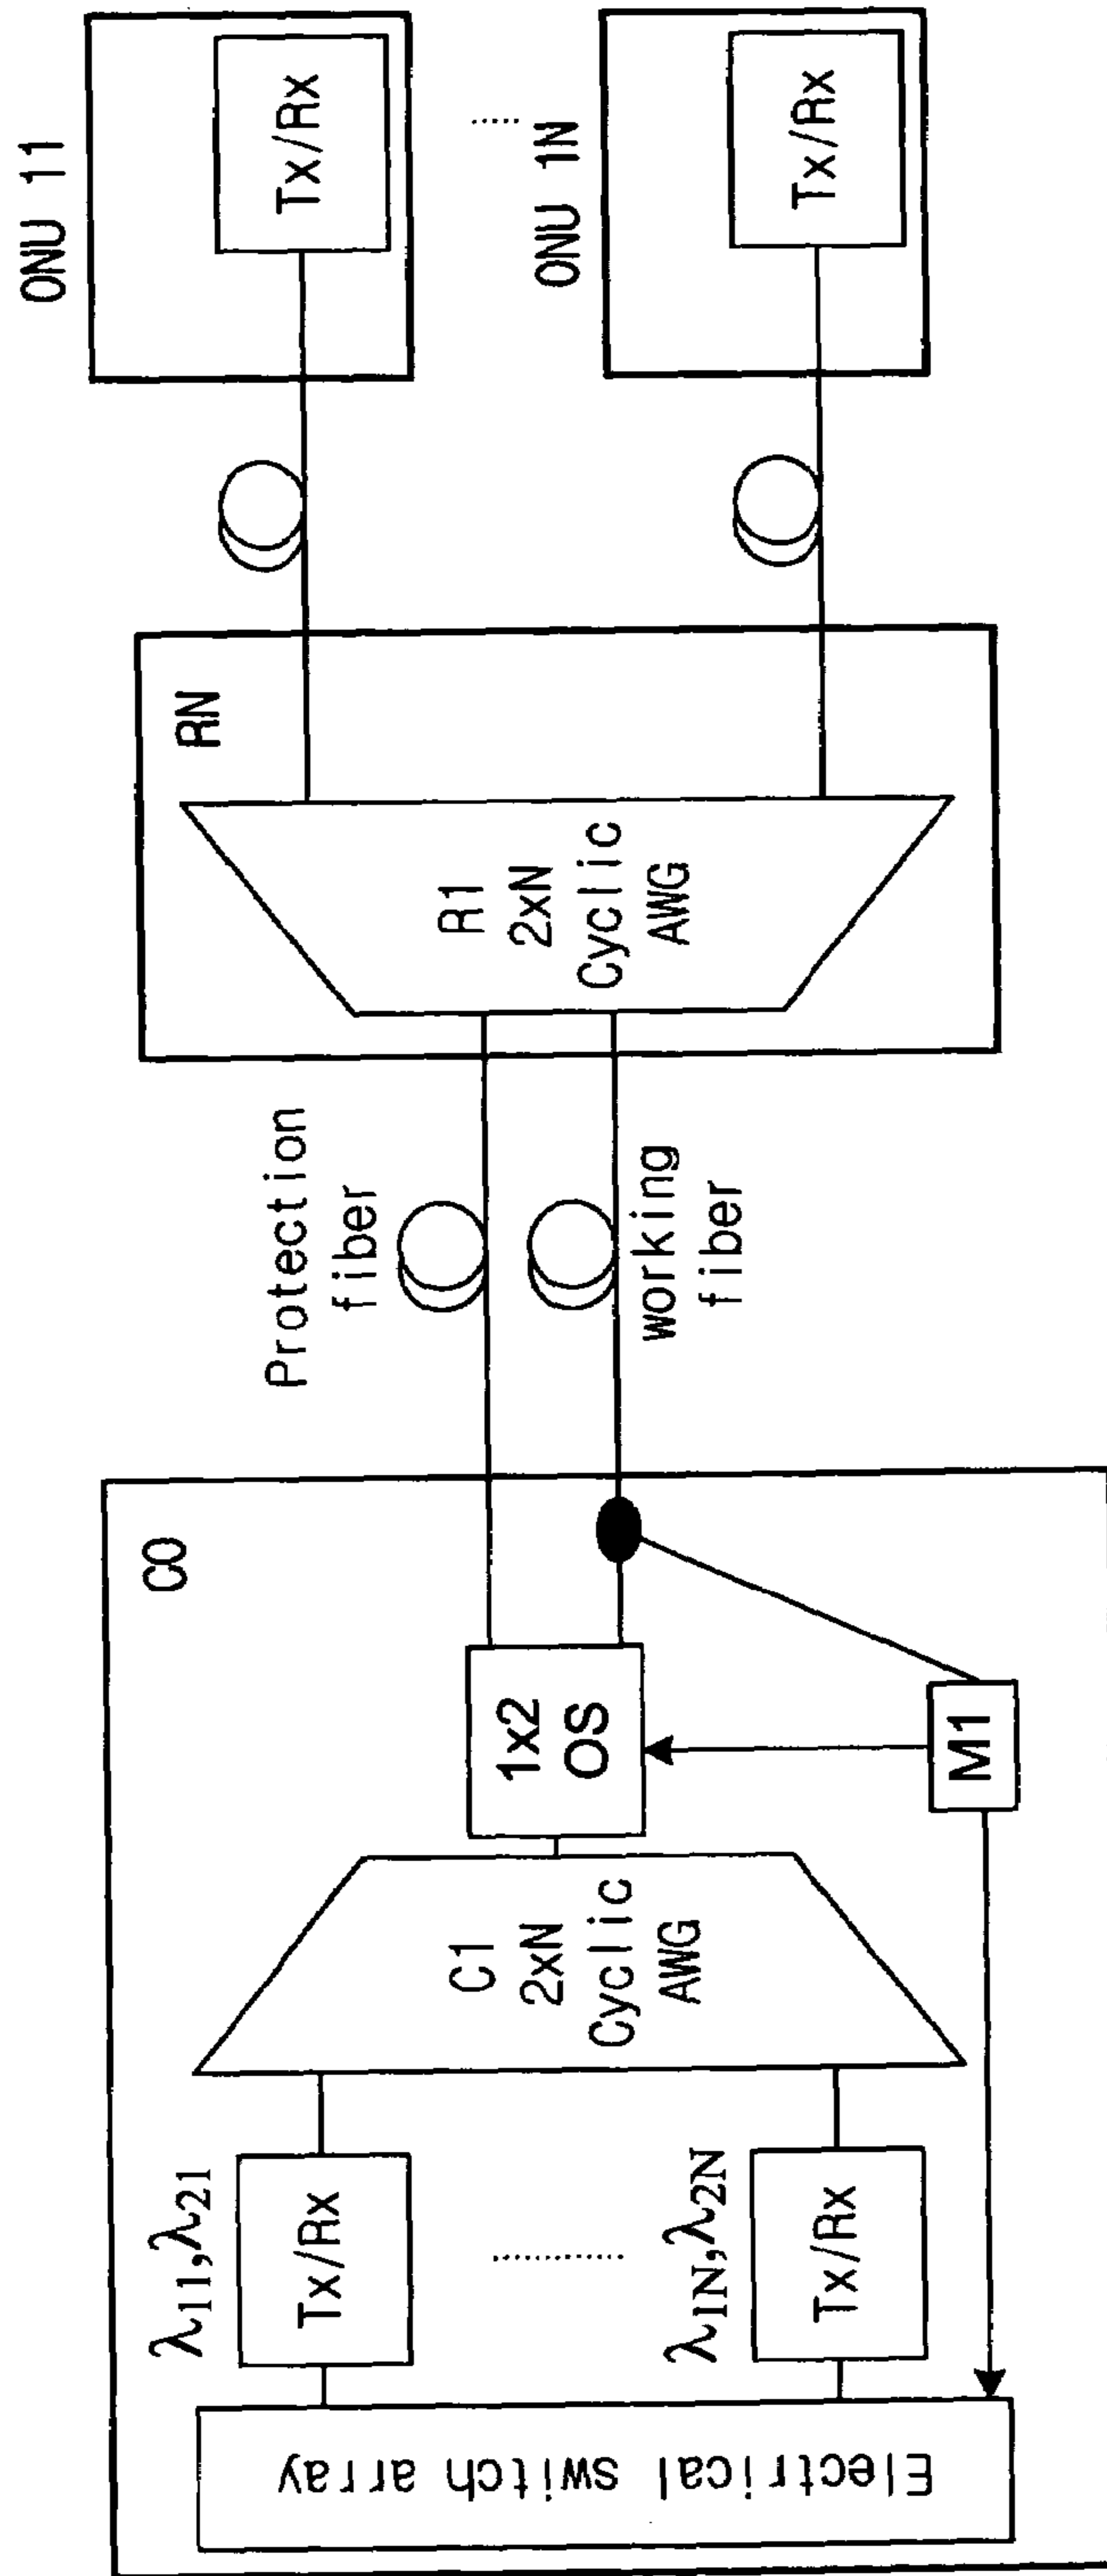 ONU 11
Tx/Rx
ONU 1N
Tx/Rx
RN
R1
2xN
Cyclic
AWG
Protection
fiber
working
fiber
CO
1x2
OS
M1
C1
2xN
Cyclic
AWG
λ11,λ21
Tx/Rx
λ1N,λ2N
Tx/Rx
Electrical switch array